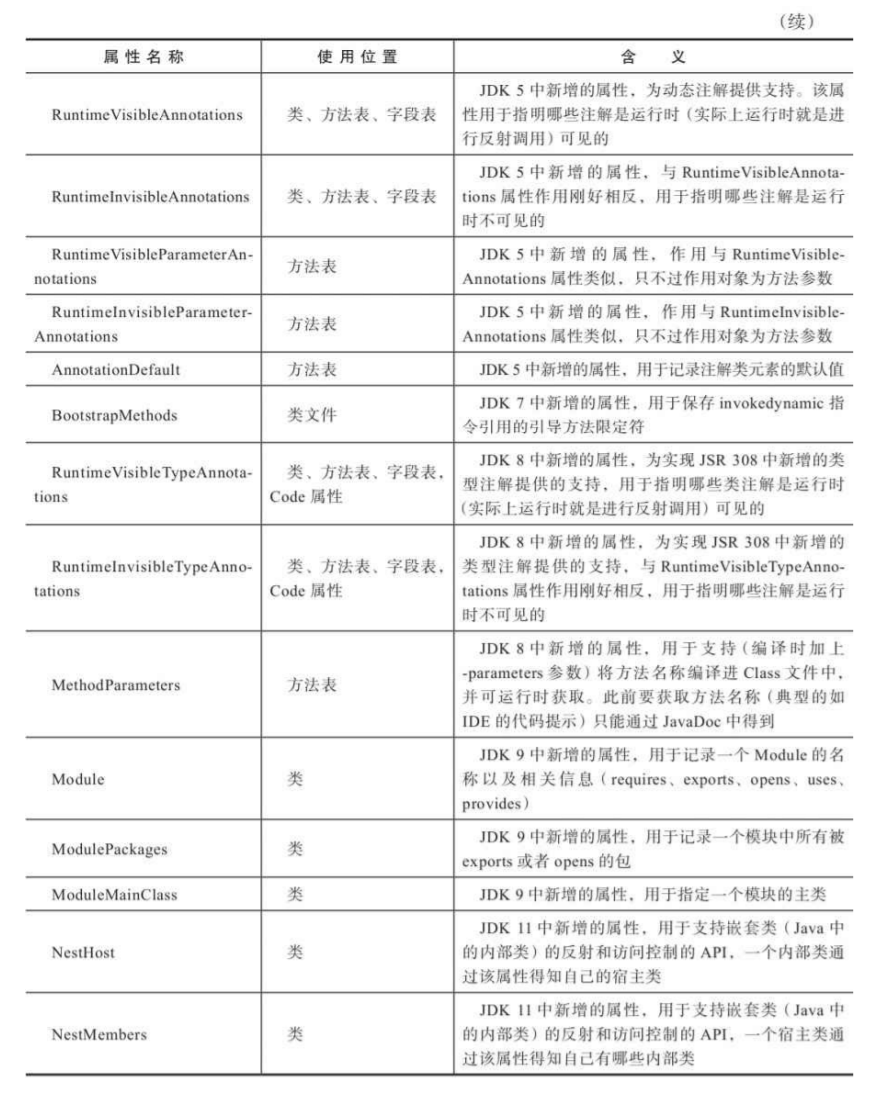 （续）
属性名称 使用位置 含 义
RuntimeVisibleAnnotations 类、方法表、字段表 JDK 5 中新增的属性，为动态注解提供支持。该属
性用于指明哪些注解是运行时（实际上运行时就是进
行反射调用）可见的
RuntimeInvisibleAnnotations 类、方法表、字段表 JDK 5 中新增的属性，与 RuntimeVisibleAnnota-
tions 属性作用刚好相反，用于指明哪些注解是运行
时不可见的
RuntimeVisibleParameterAn-
notations
方法表
JDK 5 中新增的属性，作用与 RuntimeVisible-
Annotations 属性类似，只不过作用对象为方法参数
RuntimeInvisibleParameter-
Annotations
方法表
JDK 5 中新增的属性，作用与 RuntimeInvisible-
Annotations 属性类似，只不过作用对象为方法参数
AnnotationDefault 方法表 JDK 5 中新增的属性，用于记录注解类元素的默认值
BootstrapMethods 类文件 JDK 7 中新增的属性，用于保存 invokedynamic 指
令引用的引导方法限定符
RuntimeVisibleTypeAnnota-
tions
类、方法表、字段表，
Code 属性
JDK 8 中新增的属性，为实现 JSR 308 中新增的类
型注解提供的支持，用于指明哪些类注解是运行时
（实际上运行时就是进行反射调用）可见的
RuntimeInvisibleTypeAnno-
tations
类、方法表、字段表，
Code 属性
JDK 8 中新增的属性，为实现 JSR 308 中新增的
类型注解提供的支持，与 RuntimeVisibleTypeAnno-
tations 属性作用刚好相反，用于指明哪些注解是运行
时不可见的
MethodParameters 方法表 JDK 8 中新增的属性，用于支持（编译时加上
-parameters 参数）将方法名称编译进 Class 文件中，
并可运行时获取。此前要获取方法名称（典型的如
IDE 的代码提示）只能通过 JavaDoc 中得到
Module 类 JDK 9 中新增的属性，用于记录一个 Module 的名
称以及相关信息（requires、exports、opens、uses、
provides）
ModulePackages 类 JDK 9 中新增的属性，用于记录一个模块中所有被
exports 或者 opens 的包
ModuleMainClass 类 JDK 9 中新增的属性，用于指定一个模块的主类
NestHost 类 JDK 11 中新增的属性，用于支持嵌套类（Java 中
的内部类）的反射和访问控制的 API，一个内部类通
过该属性得知自己的宿主类
NestMembers 类 JDK 11 中新增的属性，用于支持嵌套类（Java 中
的内部类）的反射和访问控制的 API，一个宿主类通
过该属性得知自己有哪些内部类